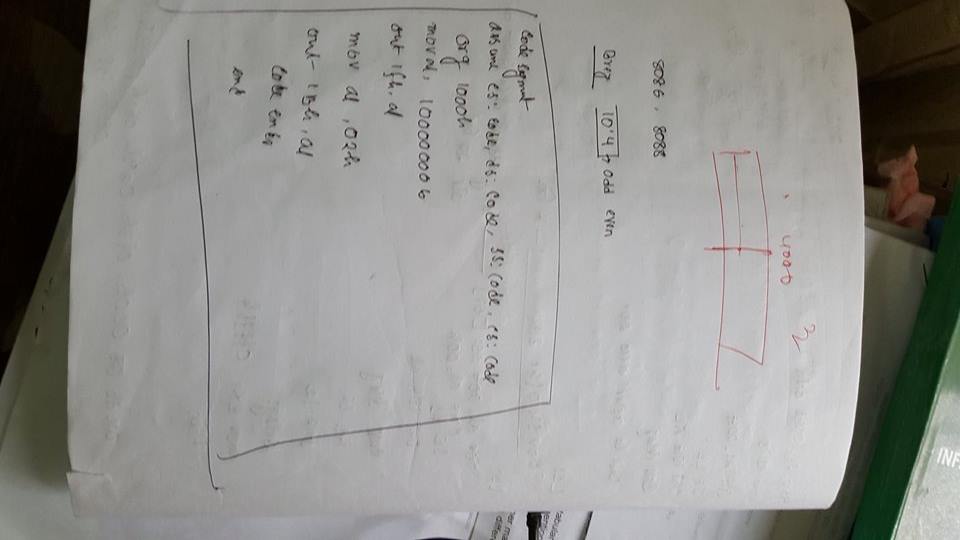 4000
2
8086, 8088
Org 10.4 odd even
Code segment
assume cs: code, ds: code, ss: code, es: code
org 1000h
mov al, 10000000b
out 1fh, al
mov al, 02h
out 1Bh, al
code ends
end
INF